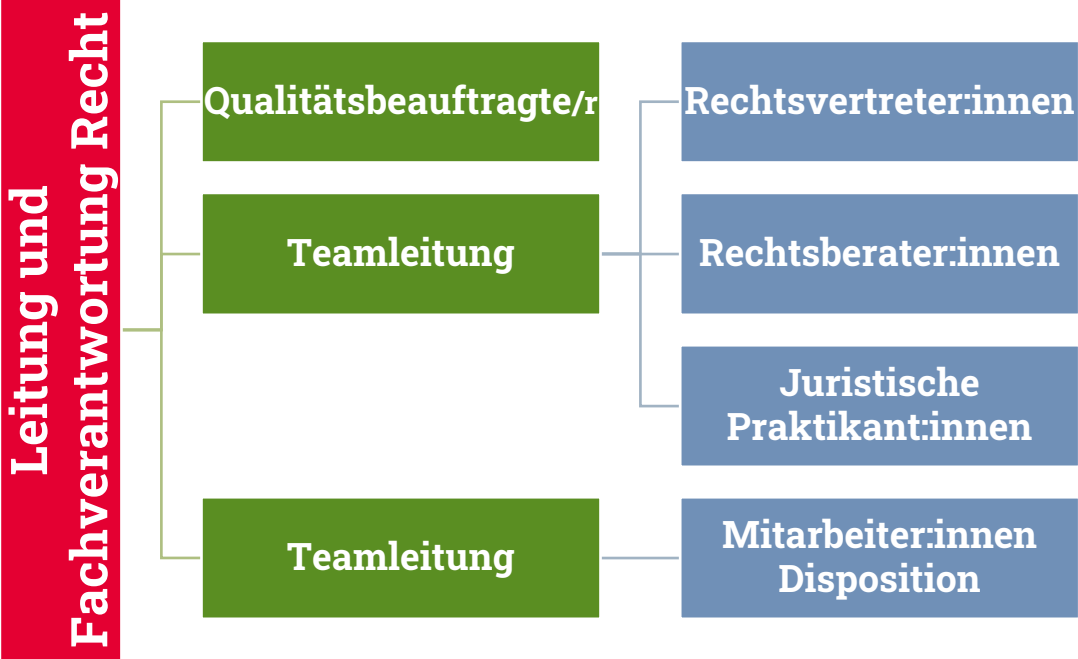 Leitung und
Fachverantwortung Recht
Qualitätsbeauftragte/r
Teamleitung
Teamleitung
Rechtsvertreter:innen
Rechtsberater:innen
Juristische
Praktikant:innen
Mitarbeiter:innen
Disposition